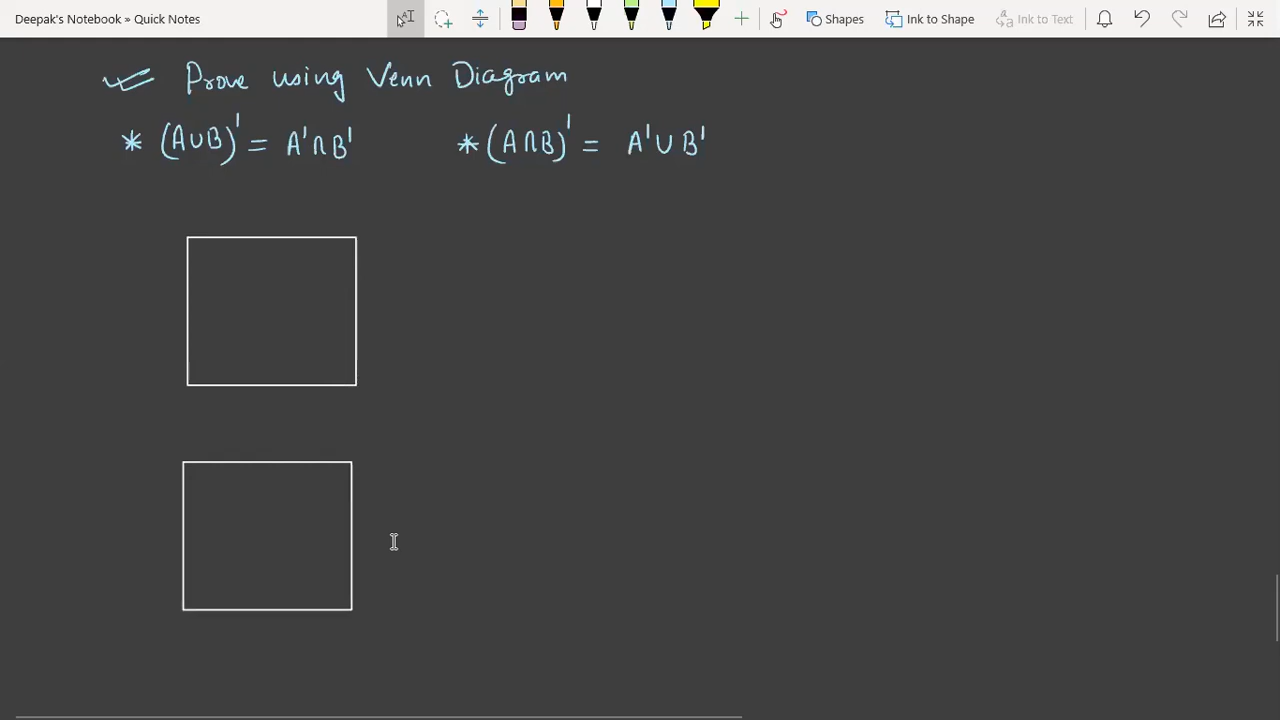 Deepak's Notebook » Quick Notes
Shapes
Ink to Shape
Ink to Text
Prove using Venn Diagram
* (A∪B)' = A'∩B'
* (A∩B)' = A'∪B'